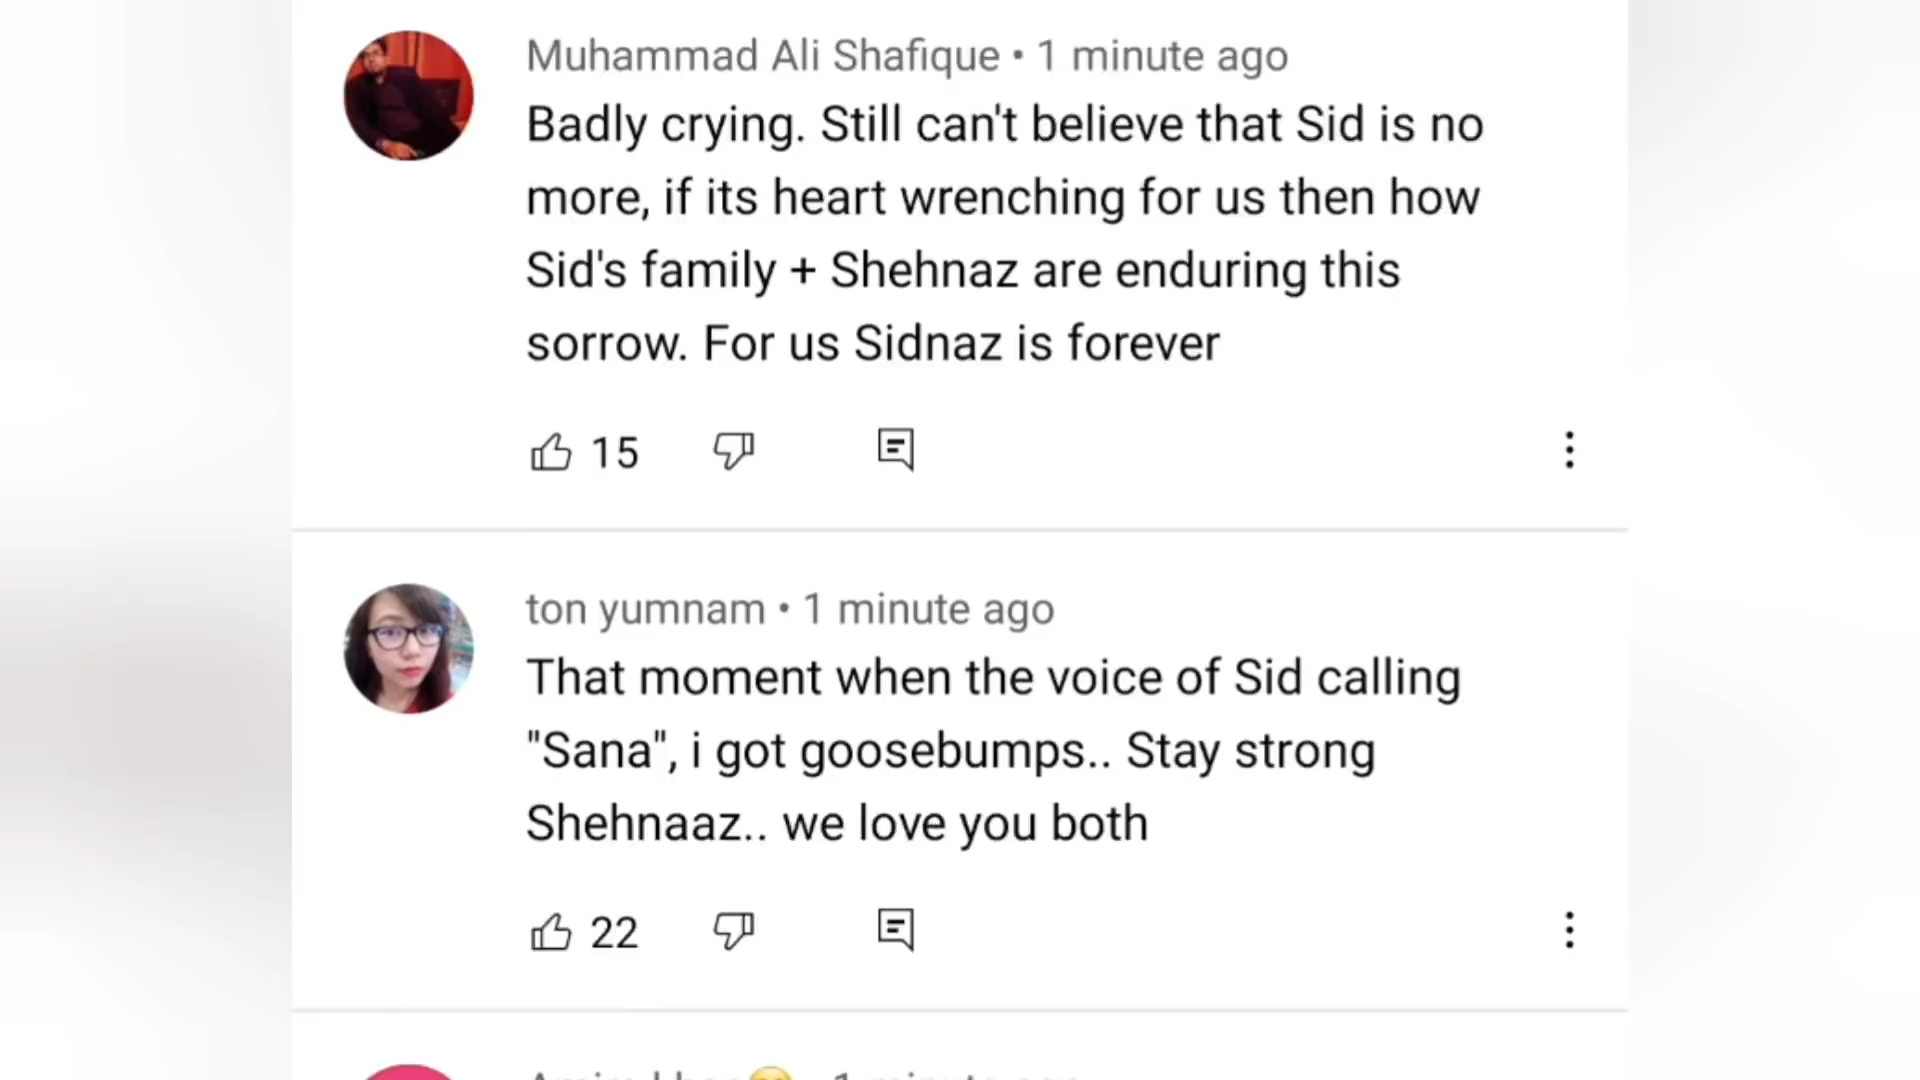 Muhammad Ali Shafique • 1 minute ago
Badly crying. Still can't believe that Sid is no
more, if its heart wrenching for us then how
Sid's family + Shehnaz are enduring this
sorrow. For us Sidnaz is forever
15
ton yumnam • 1 minute ago
That moment when the voice of Sid calling
"Sana", i got goosebumps.. Stay strong
Shehnaaz.. we love you both
22
1 minute ago